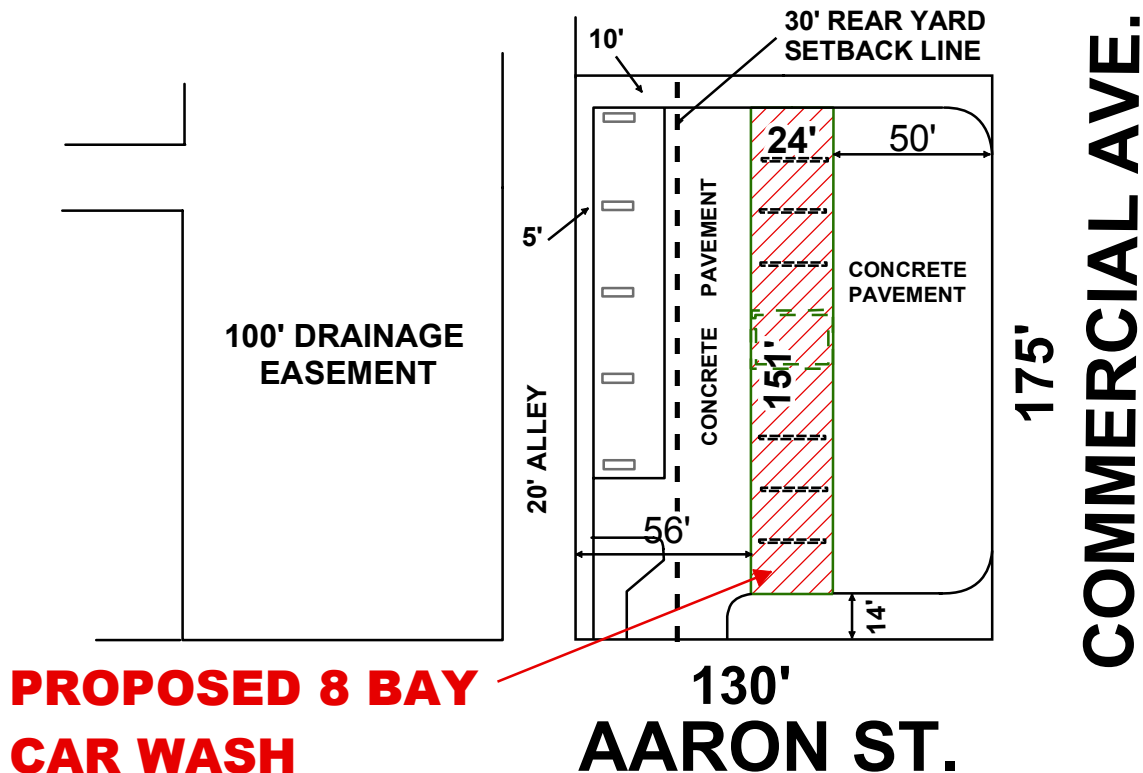 30' REAR YARD
SETBACK LINE
10'
24'
50'
5'
CONCRETE PAVEMENT
CONCRETE
PAVEMENT
100' DRAINAGE
EASEMENT
151'
20' ALLEY
175'
COMMERCIAL AVE.
56'
14'
PROPOSED 8 BAY
CAR WASH
130'
AARON ST.